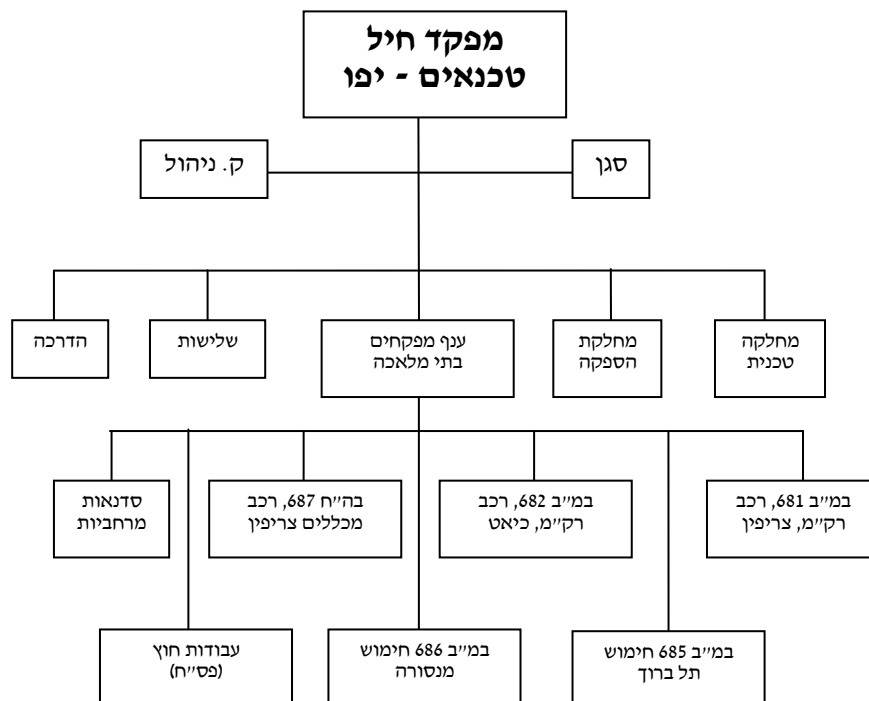 מפקד חיל
טכנאים - יפו
סגן
ק. ניהול
מחלקה
טכנית
מחלקת
הספקה
ענף מפקחים
בתי מלאכה
שלישות
הדרכה
במ״ב 681, רכב
רק״מ, צריפין
במ״ב 682, רכב
רק״מ, כיאט
בה״ח 687, רכב
מכללים צריפין
סדנאות
מרחביות
במ״ב 685 חימוש
תל ברוך
במ״ב 686 חימוש
מנסורה
עבודות חוץ
(פס״ח)